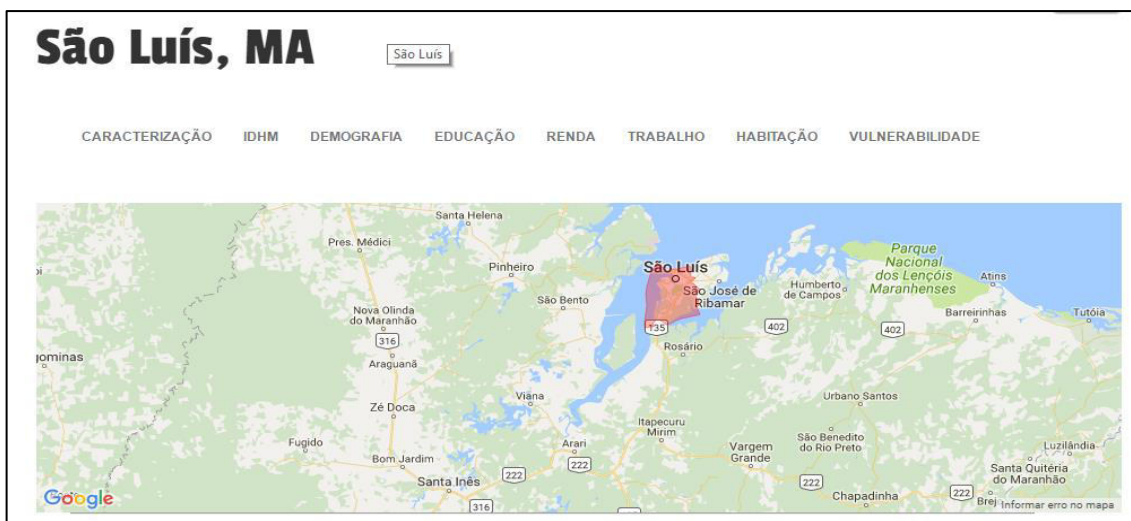 São Luís, MA
São Luís
CARACTERIZAÇÃO IDHM DEMOGRAFIA EDUCAÇÃO RENDA TRABALHO HABITAÇÃO VULNERABILIDADE
Santa Helena
Pres. Médici
Pinheiro
São Luís
Parque
Nacional
dos Lençóis
Maranhenses
Atins
São José de
Ribamar
Humberto
de Campos
São Bento
Nova Olinda
do Maranhão
Barreirinhas
Tutóia
135
402
402
316
Rosário
gominas
Araguanã
Viana
Urbano Santos
Zé Doca
Itapecuru
Mirim
Fugido
Arari
Vargem
Grande
São Benedito
do Rio Preto
Luzilândia
Bom Jardim
222
222
Santa Quitéria
do Maranhão
Santa Inês
222
222
Chapadinha
Brej
Google
316
Informar erro no mapa